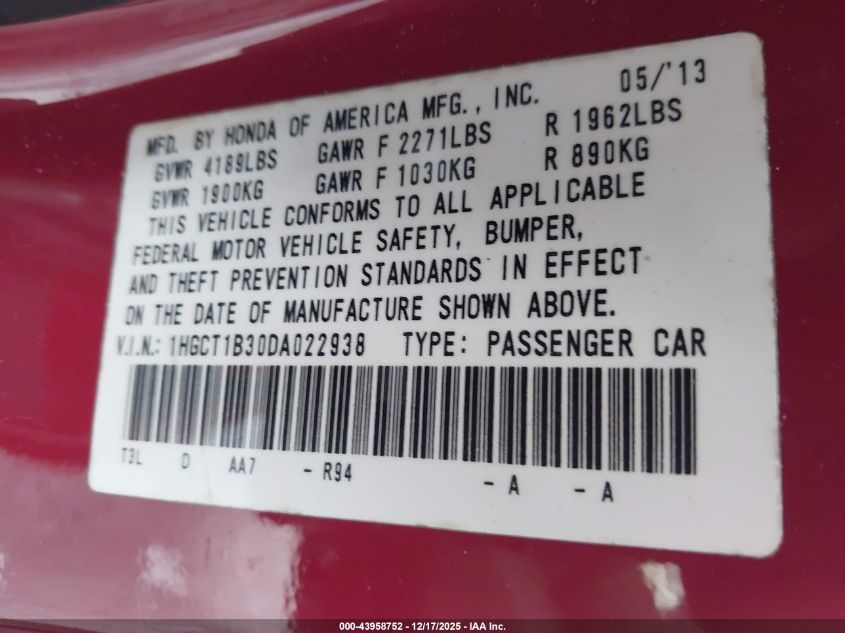 MFD. BY HONDA OF AMERICA MFG., INC. 05/'13
GVWR 4189LBS GAWR F 2271LBS R 1962LBS
GVWR 1900KG GAWR F 1030KG R 890KG
THIS VEHICLE CONFORMS TO ALL APPLICABLE
FEDERAL MOTOR VEHICLE SAFETY, BUMPER,
AND THEFT PREVENTION STANDARDS IN EFFECT
ON THE DATE OF MANUFACTURE SHOWN ABOVE.
V.I.N.: 1HGCT1B30DA022938 TYPE: PASSENGER CAR
T3L D AA7 - R94 - A - A
000-43958752 – 12/17/2025 - IAA Inc.